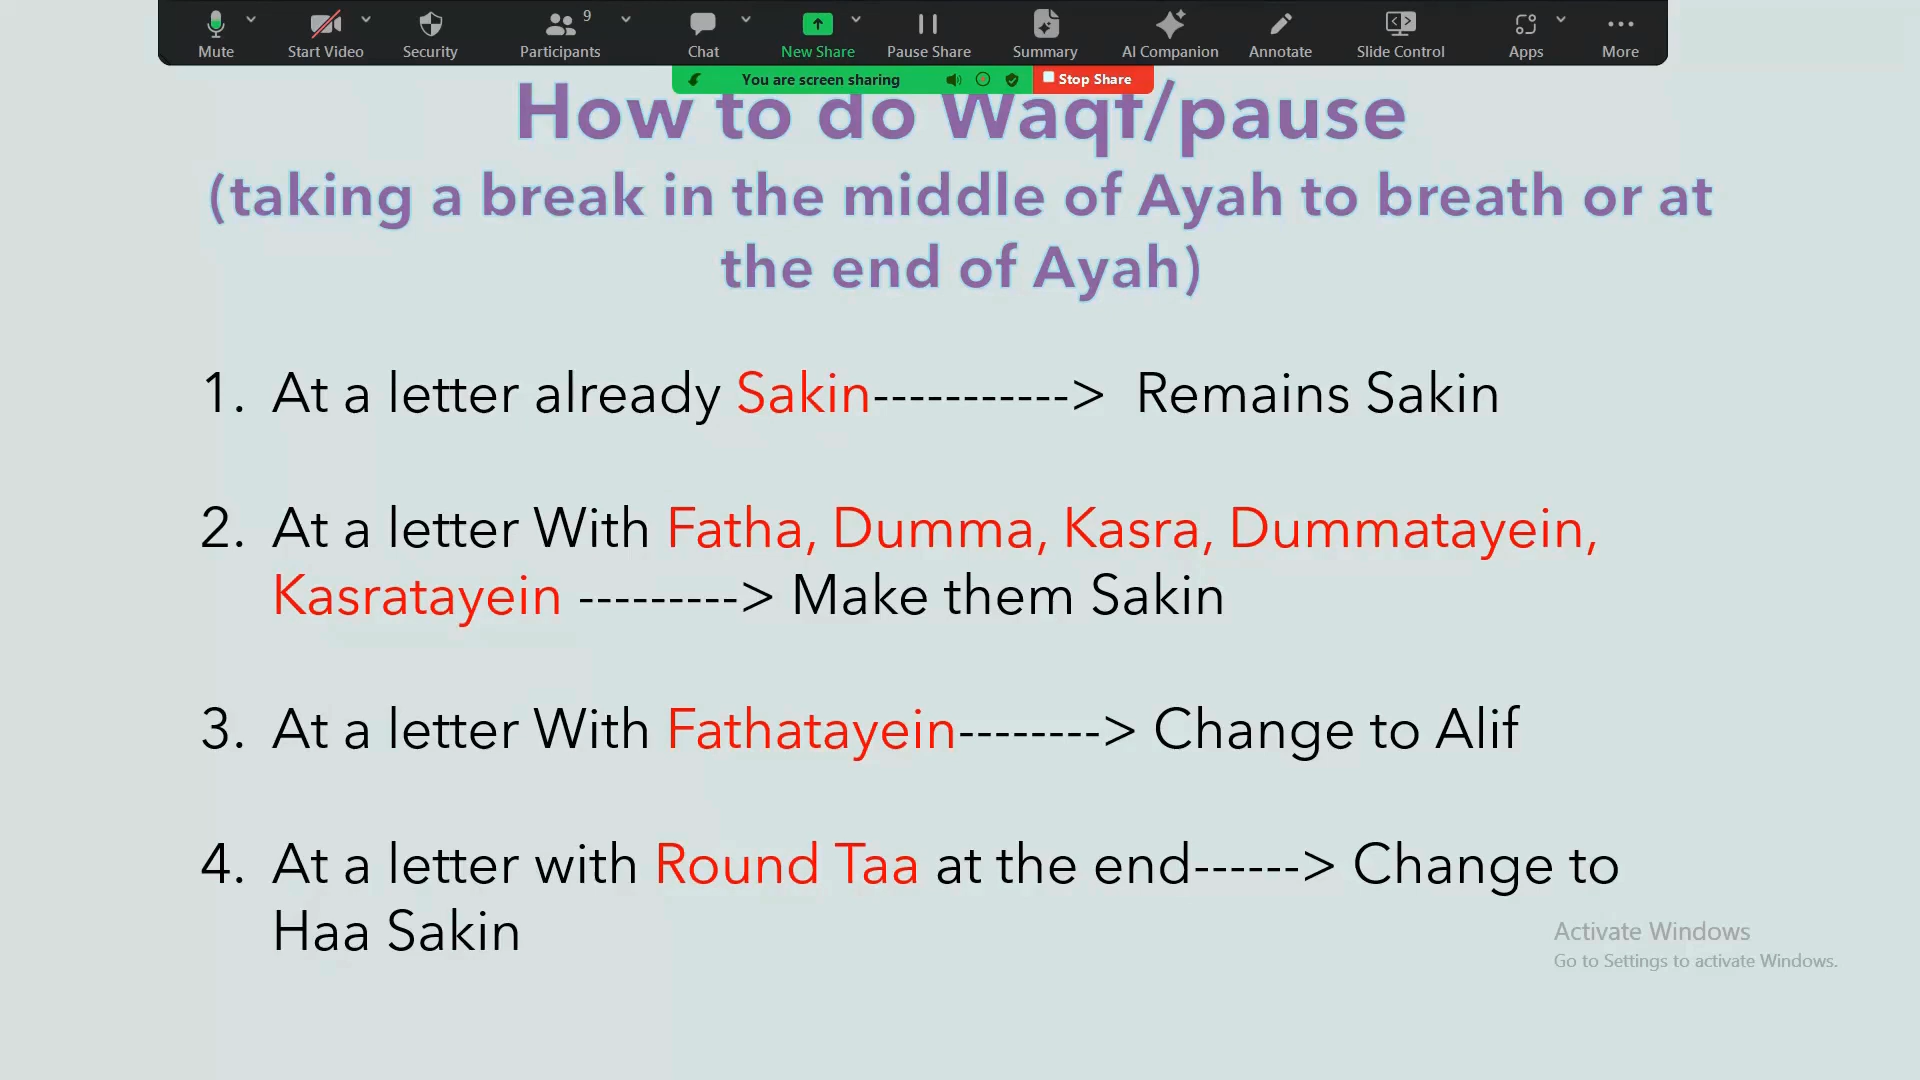 9
Mute
Start Video
Security
Participants
Chat
New Share
Pause Share
Summary
AI Companion
Annotate
Slide Control
Apps
More
You are screen sharing
Stop Share
How to do Waqf/pause
(taking a break in the middle of Ayah to breath or at
the end of Ayah)
1. At a letter already Sakin-----------> Remains Sakin
2. At a letter With Fatha, Dumma, Kasra, Dummatayein,
Kasratayein ---------> Make them Sakin
3. At a letter With Fathatayein--------> Change to Alif
4. At a letter with Round Taa at the end------> Change to
Haa Sakin
Activate Windows
Go to Settings to activate Windows.